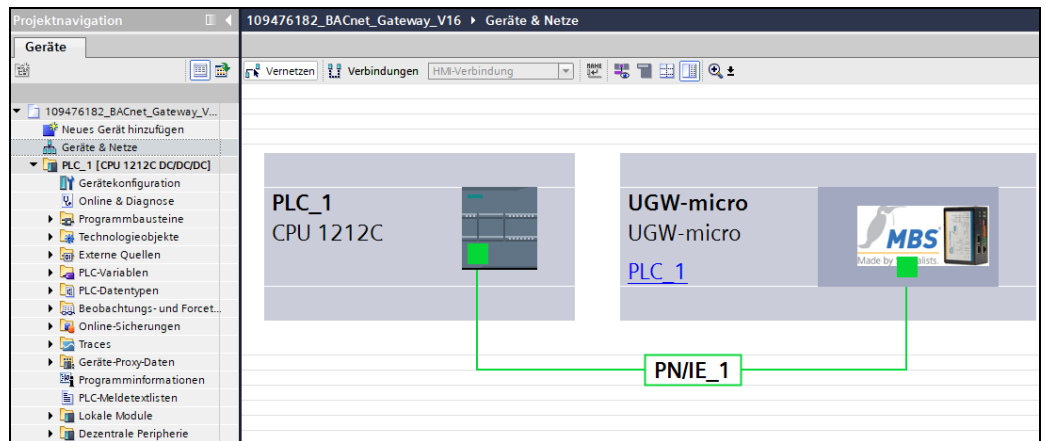 Projektnavigation
109476182_BACnet_Gateway_V16 ▸ Geräte & Netze
Geräte
Vernetzen Verbindungen HMI-Verbindung
109476182_BACnet_Gateway_V...
Neues Gerät hinzufügen
Geräte & Netze
PLC_1 [CPU 1212C DC/DC/DC]
Gerätekonfiguration
Online & Diagnose
Programmbausteine
Technologieobjekte
Externe Quellen
PLC-Variablen
PLC-Datentypen
Beobachtungs- und Forcet...
Online-Sicherungen
Traces
Geräte-Proxy-Daten
Programminformationen
PLC-Meldetextlisten
Lokale Module
Dezentrale Peripherie
PLC_1
CPU 1212C
UGW-micro
UGW-micro
PLC_1
MBS
Made by
PN/IE_1